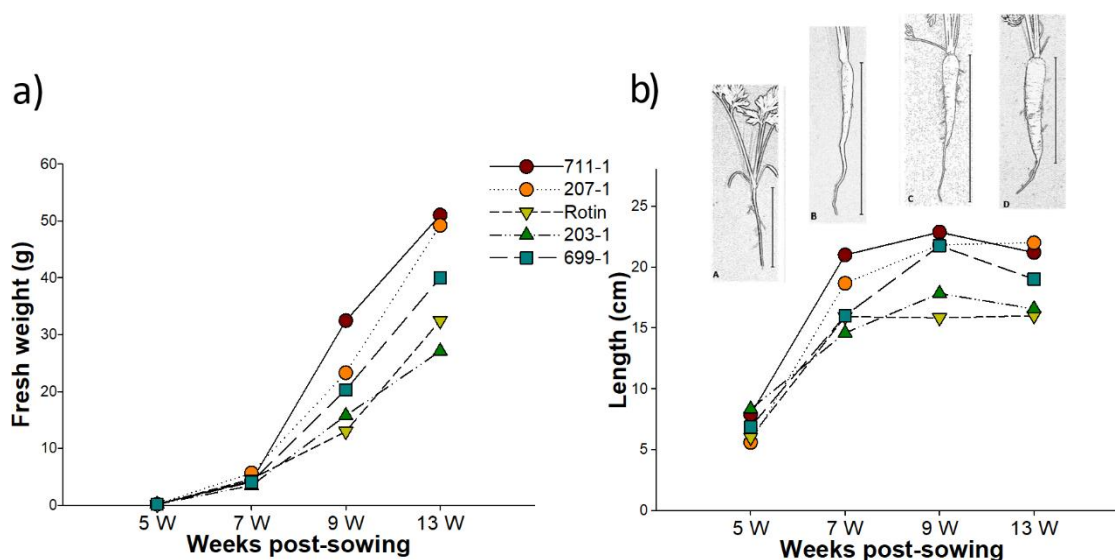 a)
60
50
40
30
20
10
0
Fresh weight (g)
5 W 7 W 9 W 13 W
Weeks post-sowing
711-1
207-1
Rotin
203-1
699-1
b)
A
B
C
D
25
20
15
10
5
0
Length (cm)
5 W 7 W 9 W 13 W
Weeks post-sowing